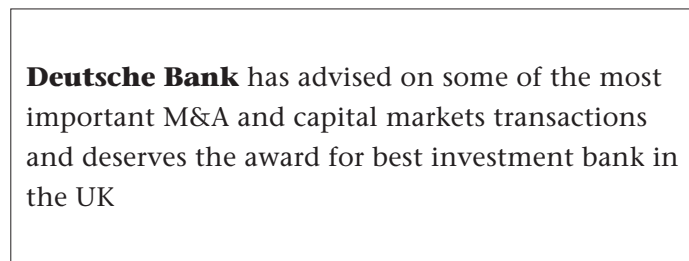 Deutsche Bank has advised on some of the most
important M&A and capital markets transactions
and deserves the award for best investment bank in
the UK